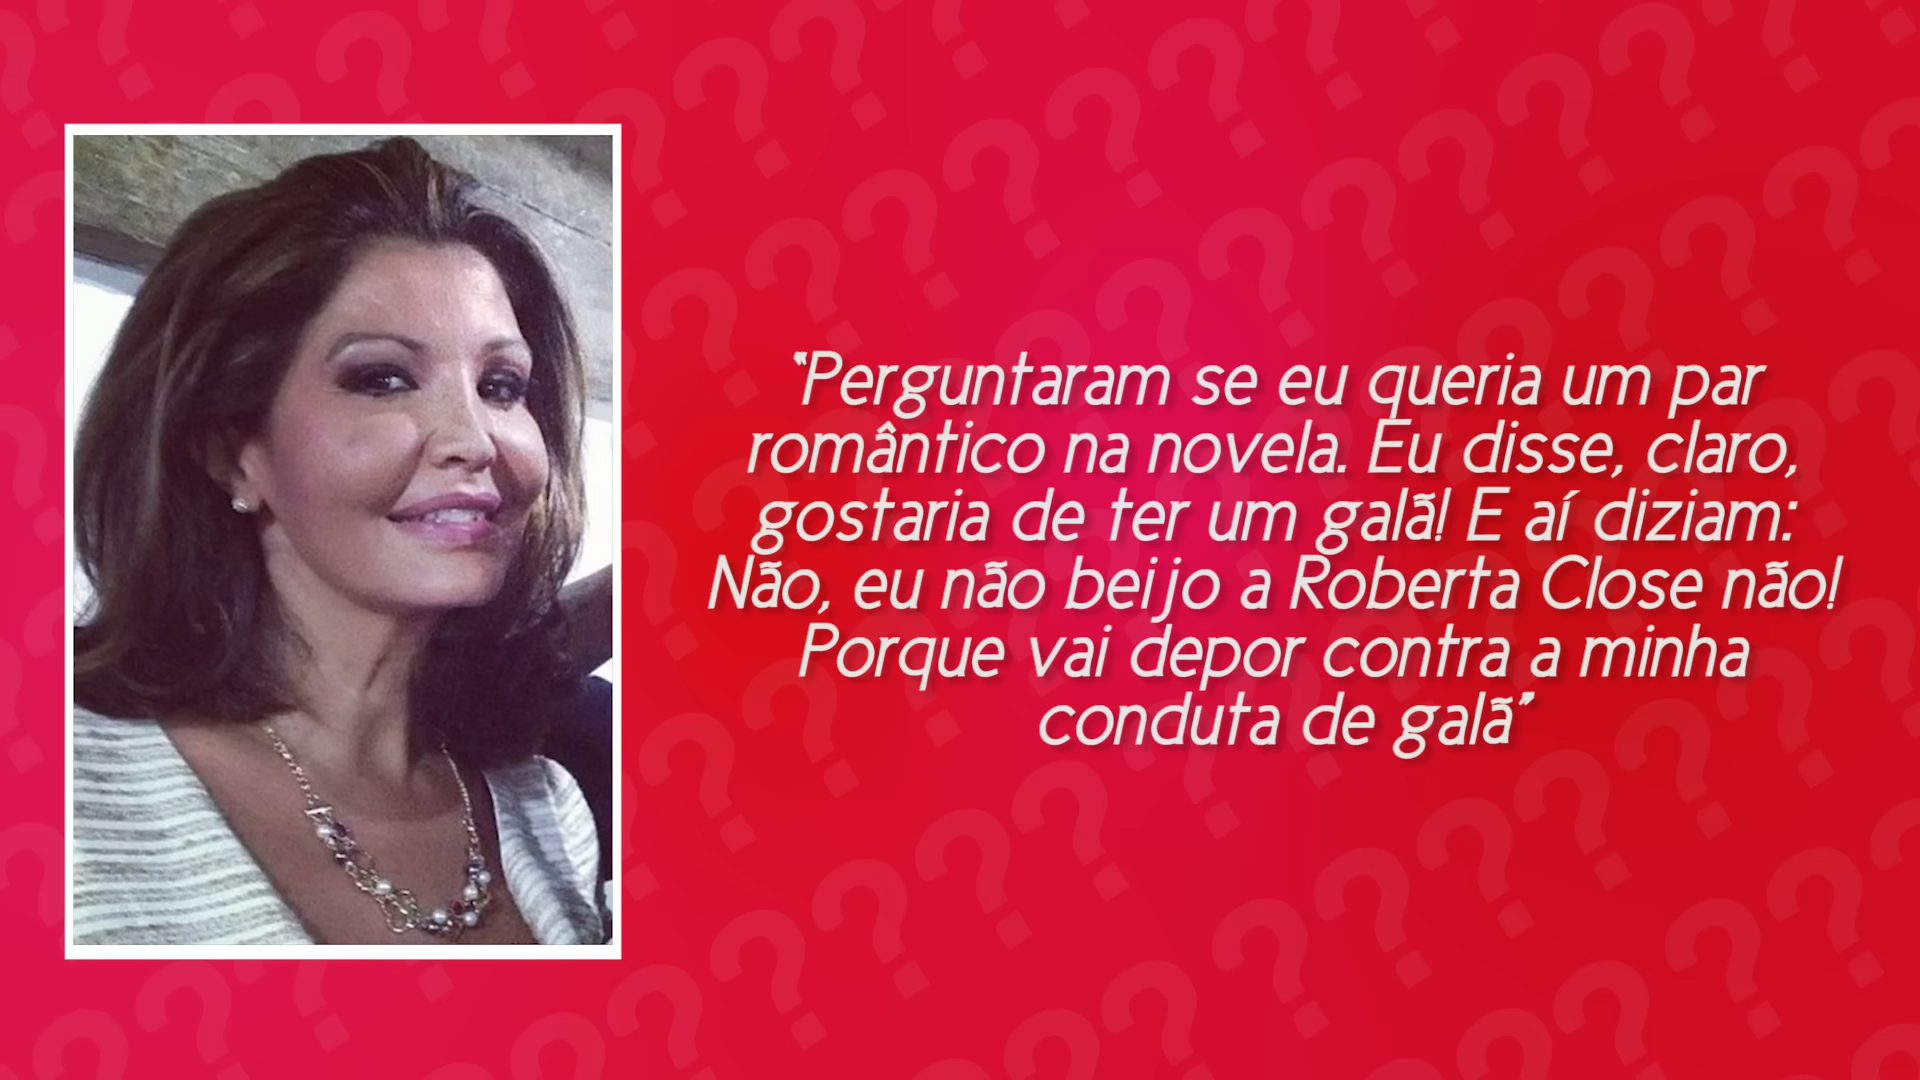 “Perguntaram se eu queria um par
romântico na novela. Eu disse, claro,
gostaria de ter um galã! E aí diziam:
Não, eu não beijo a Roberta Close não!
Porque vai depor contra a minha
conduta de galã”